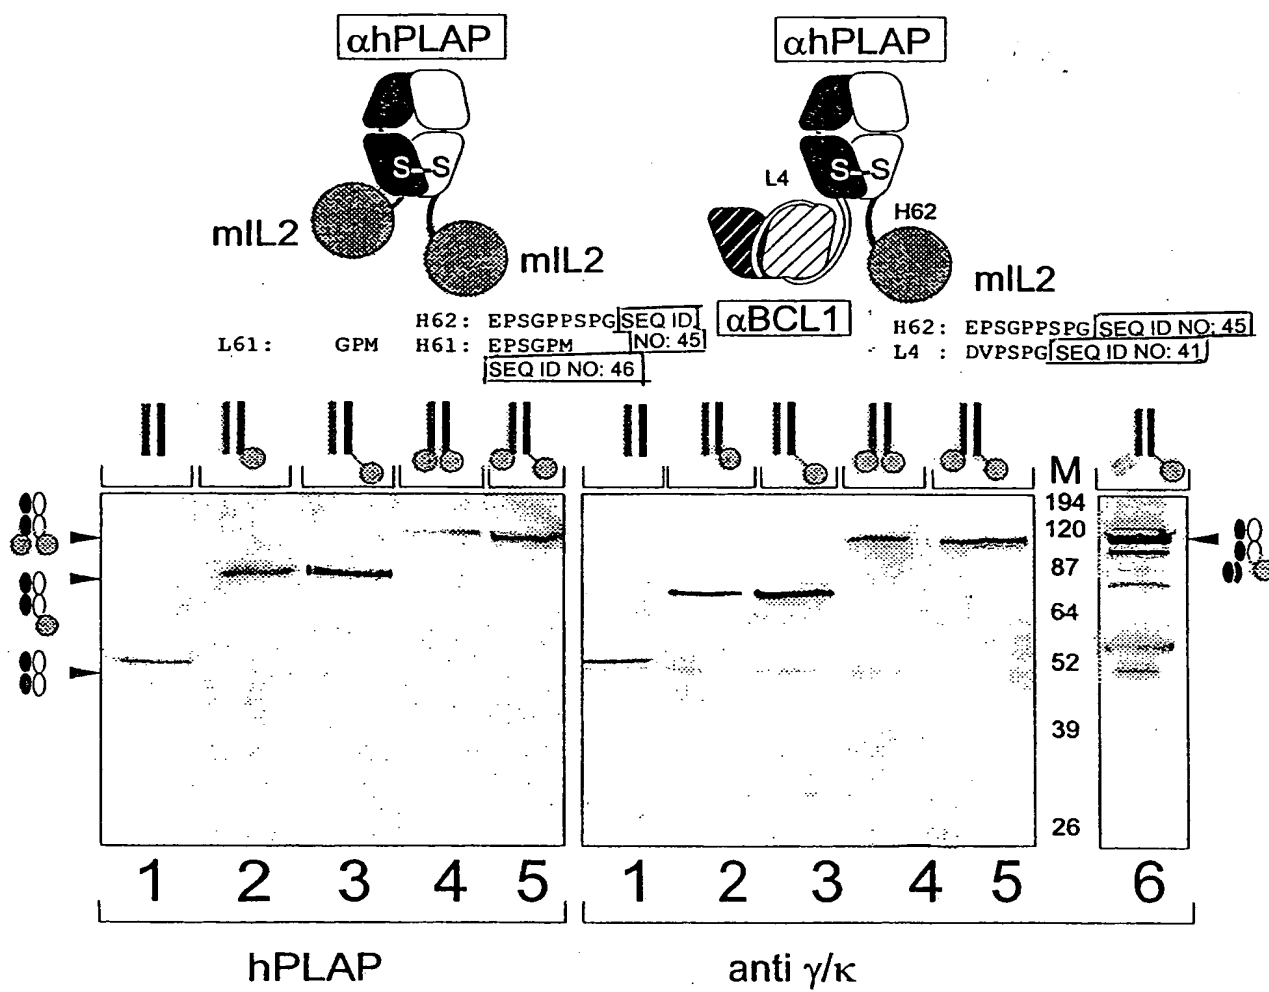 αhPLAP
αhPLAP
S-S
S-S
L4
H62
mIL2
mIL2
mIL2
αBCL1
H62: EPSGPPSPG SEQ ID
L61: GPM H61: EPSGPM NO: 45
SEQ ID NO: 46
H62: EPSGPPSPG SEQ ID NO: 45
L4 : DVPSPG SEQ ID NO: 41
M
194
120
87
64
52
39
26
1 2 3 4 5 1 2 3 4 5 6
hPLAP anti γ/κ